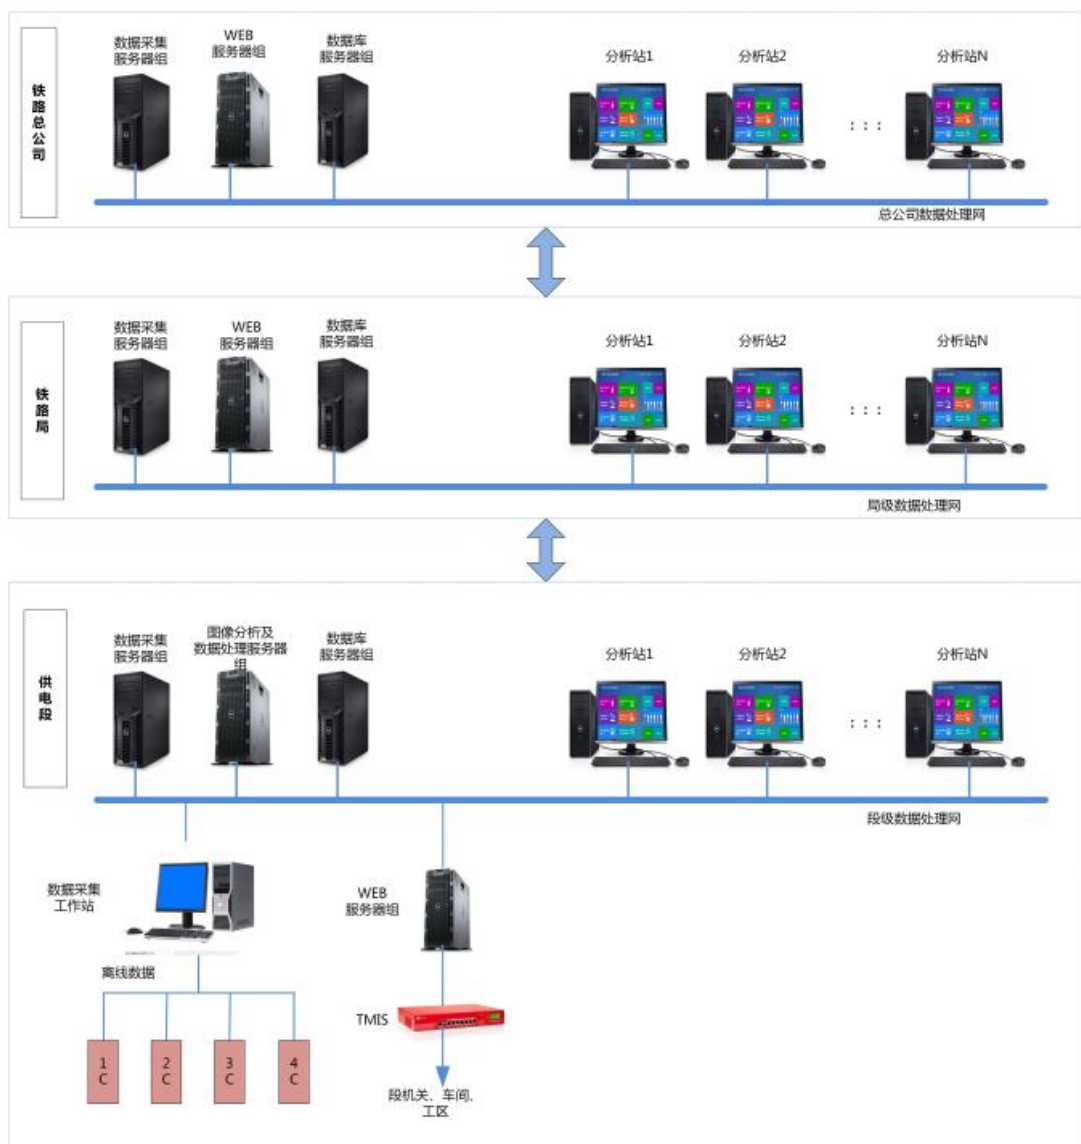 铁路总公司
数据采集
服务器组
WEB
服务器组
数据库
服务器组
分析站1
分析站2
分析站N
总公司数据处理网
铁路局
数据采集
服务器组
WEB
服务器组
数据库
服务器组
分析站1
分析站2
分析站N
局级数据处理网
供电段
数据采集
服务器组
图像分析及
数据处理服务器
组
数据库
服务器组
分析站1
分析站2
分析站N
段级数据处理网
数据采集
工作站
WEB
服务器组
离线数据
TMIS
1C
2C
3C
4C
段机关、车间、
工区